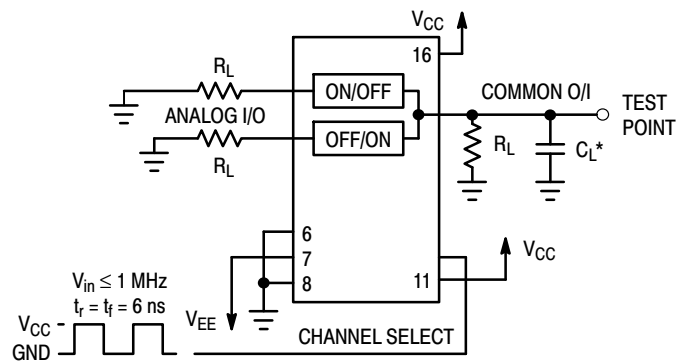 V_CC
16
R_L
ON/OFF
COMMON O/I
TEST
POINT
ANALOG I/O
OFF/ON
R_L
R_L
C_L*
6
7
8
11
V_CC
V_in ≤ 1 MHz
t_r = t_f = 6 ns
V_EE
V_CC
GND
CHANNEL SELECT